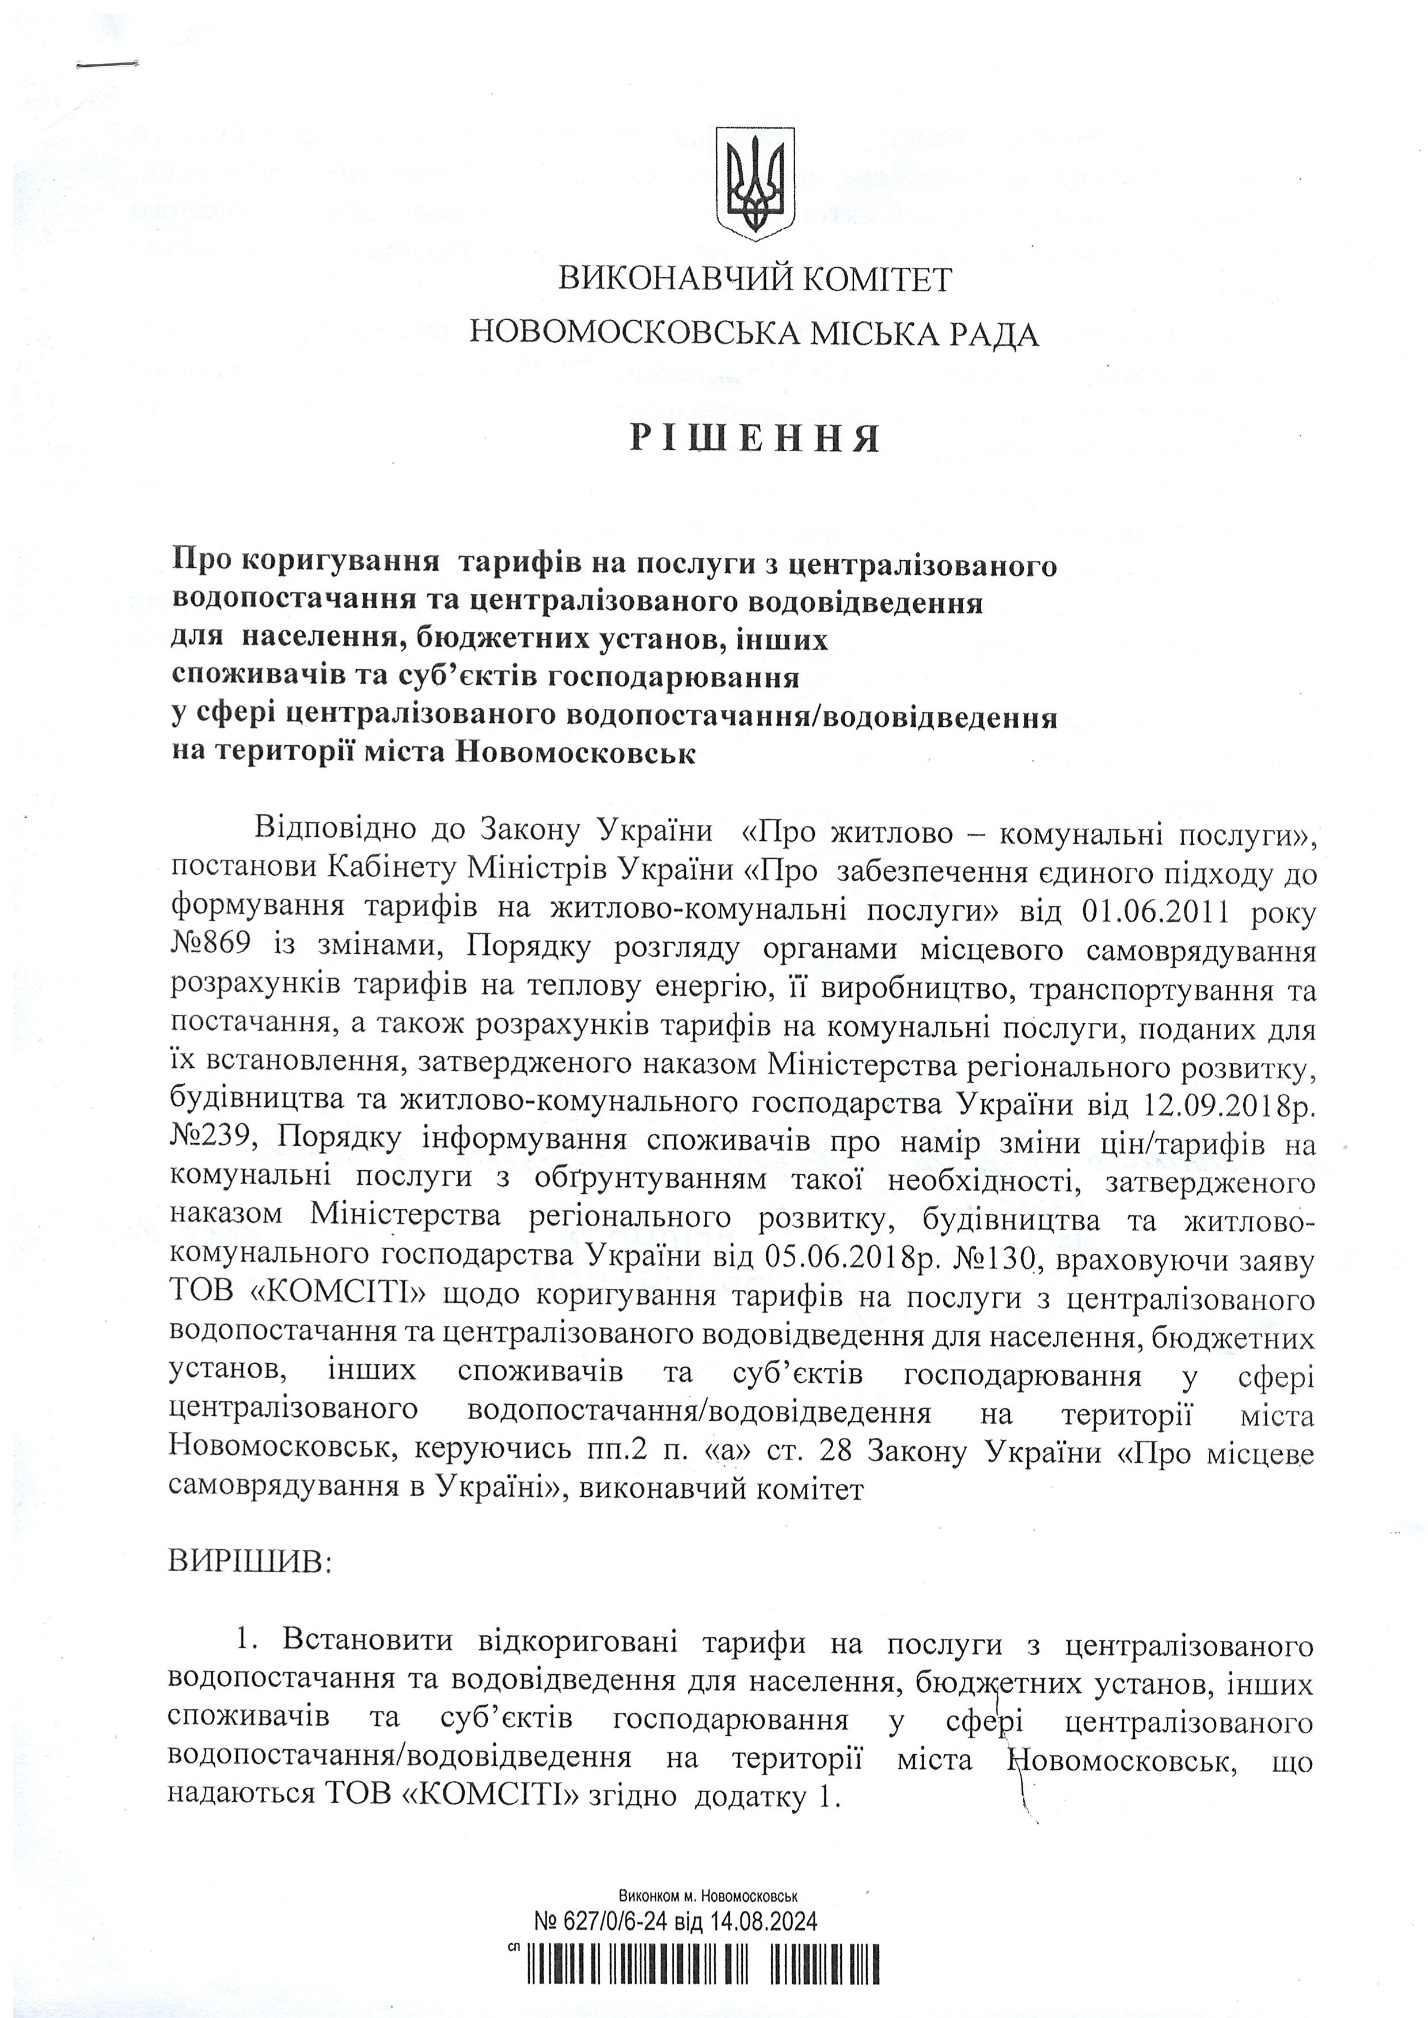 ВИКОНАВЧИЙ КОМІТЕТ
НОВОМОСКОВСЬКА МІСЬКА РАДА
Р І Ш Е Н Н Я
Про коригування тарифів на послуги з централізованого
водопостачання та централізованого водовідведення
для населення, бюджетних установ, інших
споживачів та суб’єктів господарювання
у сфері централізованого водопостачання/водовідведення
на території міста Новомосковськ
Відповідно до Закону України «Про житлово – комунальні послуги»,
постанови Кабінету Міністрів України «Про забезпечення єдиного підходу до
формування тарифів на житлово-комунальні послуги» від 01.06.2011 року
№869 із змінами, Порядку розгляду органами місцевого самоврядування
розрахунків тарифів на теплову енергію, її виробництво, транспортування та
постачання, а також розрахунків тарифів на комунальні послуги, поданих для
їх встановлення, затвердженого наказом Міністерства регіонального розвитку,
будівництва та житлово-комунального господарства України від 12.09.2018р.
№239, Порядку інформування споживачів про намір зміни цін/тарифів на
комунальні послуги з обґрунтуванням такої необхідності, затвердженого
наказом Міністерства регіонального розвитку, будівництва та житлово-
комунального господарства України від 05.06.2018р. №130, враховуючи заяву
ТОВ «КОМСІТІ» щодо коригування тарифів на послуги з централізованого
водопостачання та централізованого водовідведення для населення, бюджетних
установ, інших споживачів та суб’єктів господарювання у сфері
централізованого водопостачання/водовідведення на території міста
Новомосковськ, керуючись пп.2 п. «а» ст. 28 Закону України «Про місцеве
самоврядування в Україні», виконавчий комітет
ВИРІШИВ:
1. Встановити відкориговані тарифи на послуги з централізованого
водопостачання та водовідведення для населення, бюджетних установ, інших
споживачів та суб’єктів господарювання у сфері централізованого
водопостачання/водовідведення на території міста Новомосковськ, що
надаються ТОВ «КОМСІТІ» згідно додатку 1.
Виконком м. Новомосковськ
№ 627/0/6-24 від 14.08.2024
СП